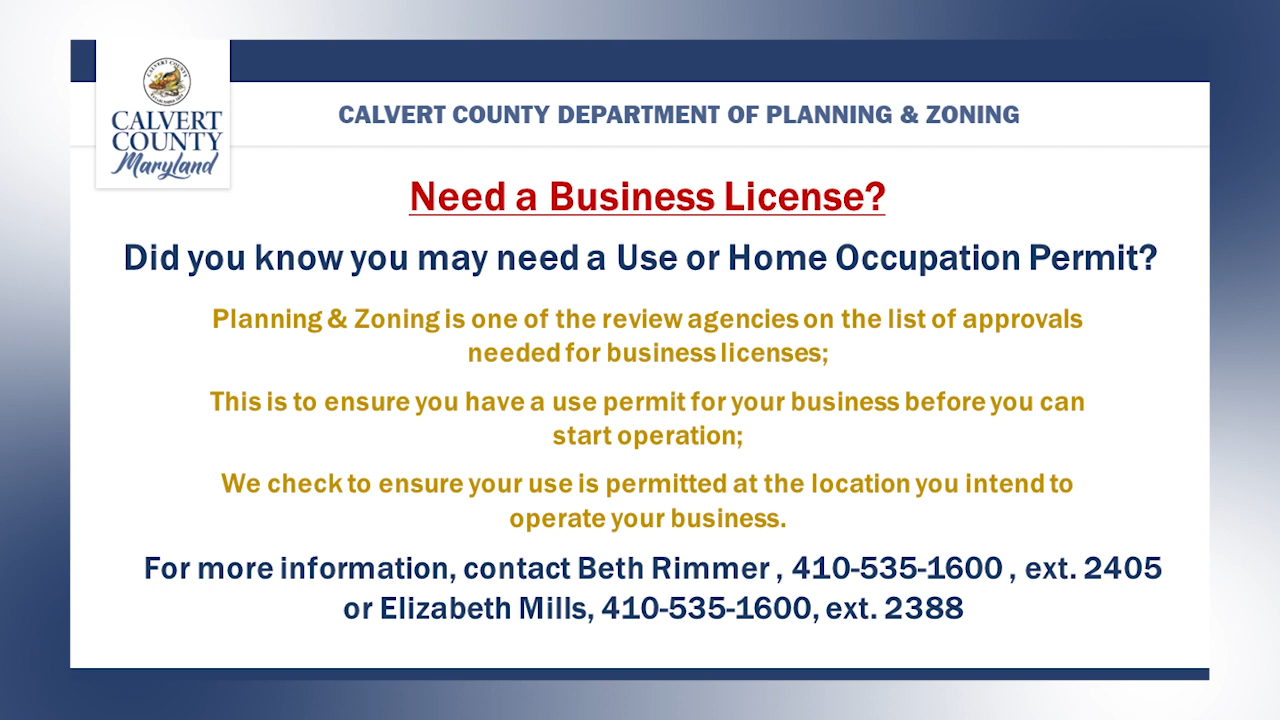 CALVERT COUNTY
CALVERT
COUNTY
Maryland
CALVERT COUNTY DEPARTMENT OF PLANNING & ZONING
Need a Business License?
Did you know you may need a Use or Home Occupation Permit?
Planning & Zoning is one of the review agencies on the list of approvals
needed for business licenses;
This is to ensure you have a use permit for your business before you can
start operation;
We check to ensure your use is permitted at the location you intend to
operate your business.
For more information, contact Beth Rimmer , 410-535-1600 , ext. 2405
or Elizabeth Mills, 410-535-1600, ext. 2388